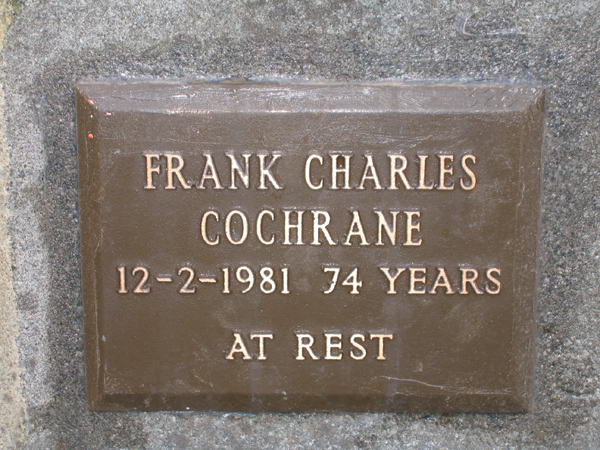 FRANK CHARLES
COCHRANE
12-2-1981 74 YEARS
AT REST